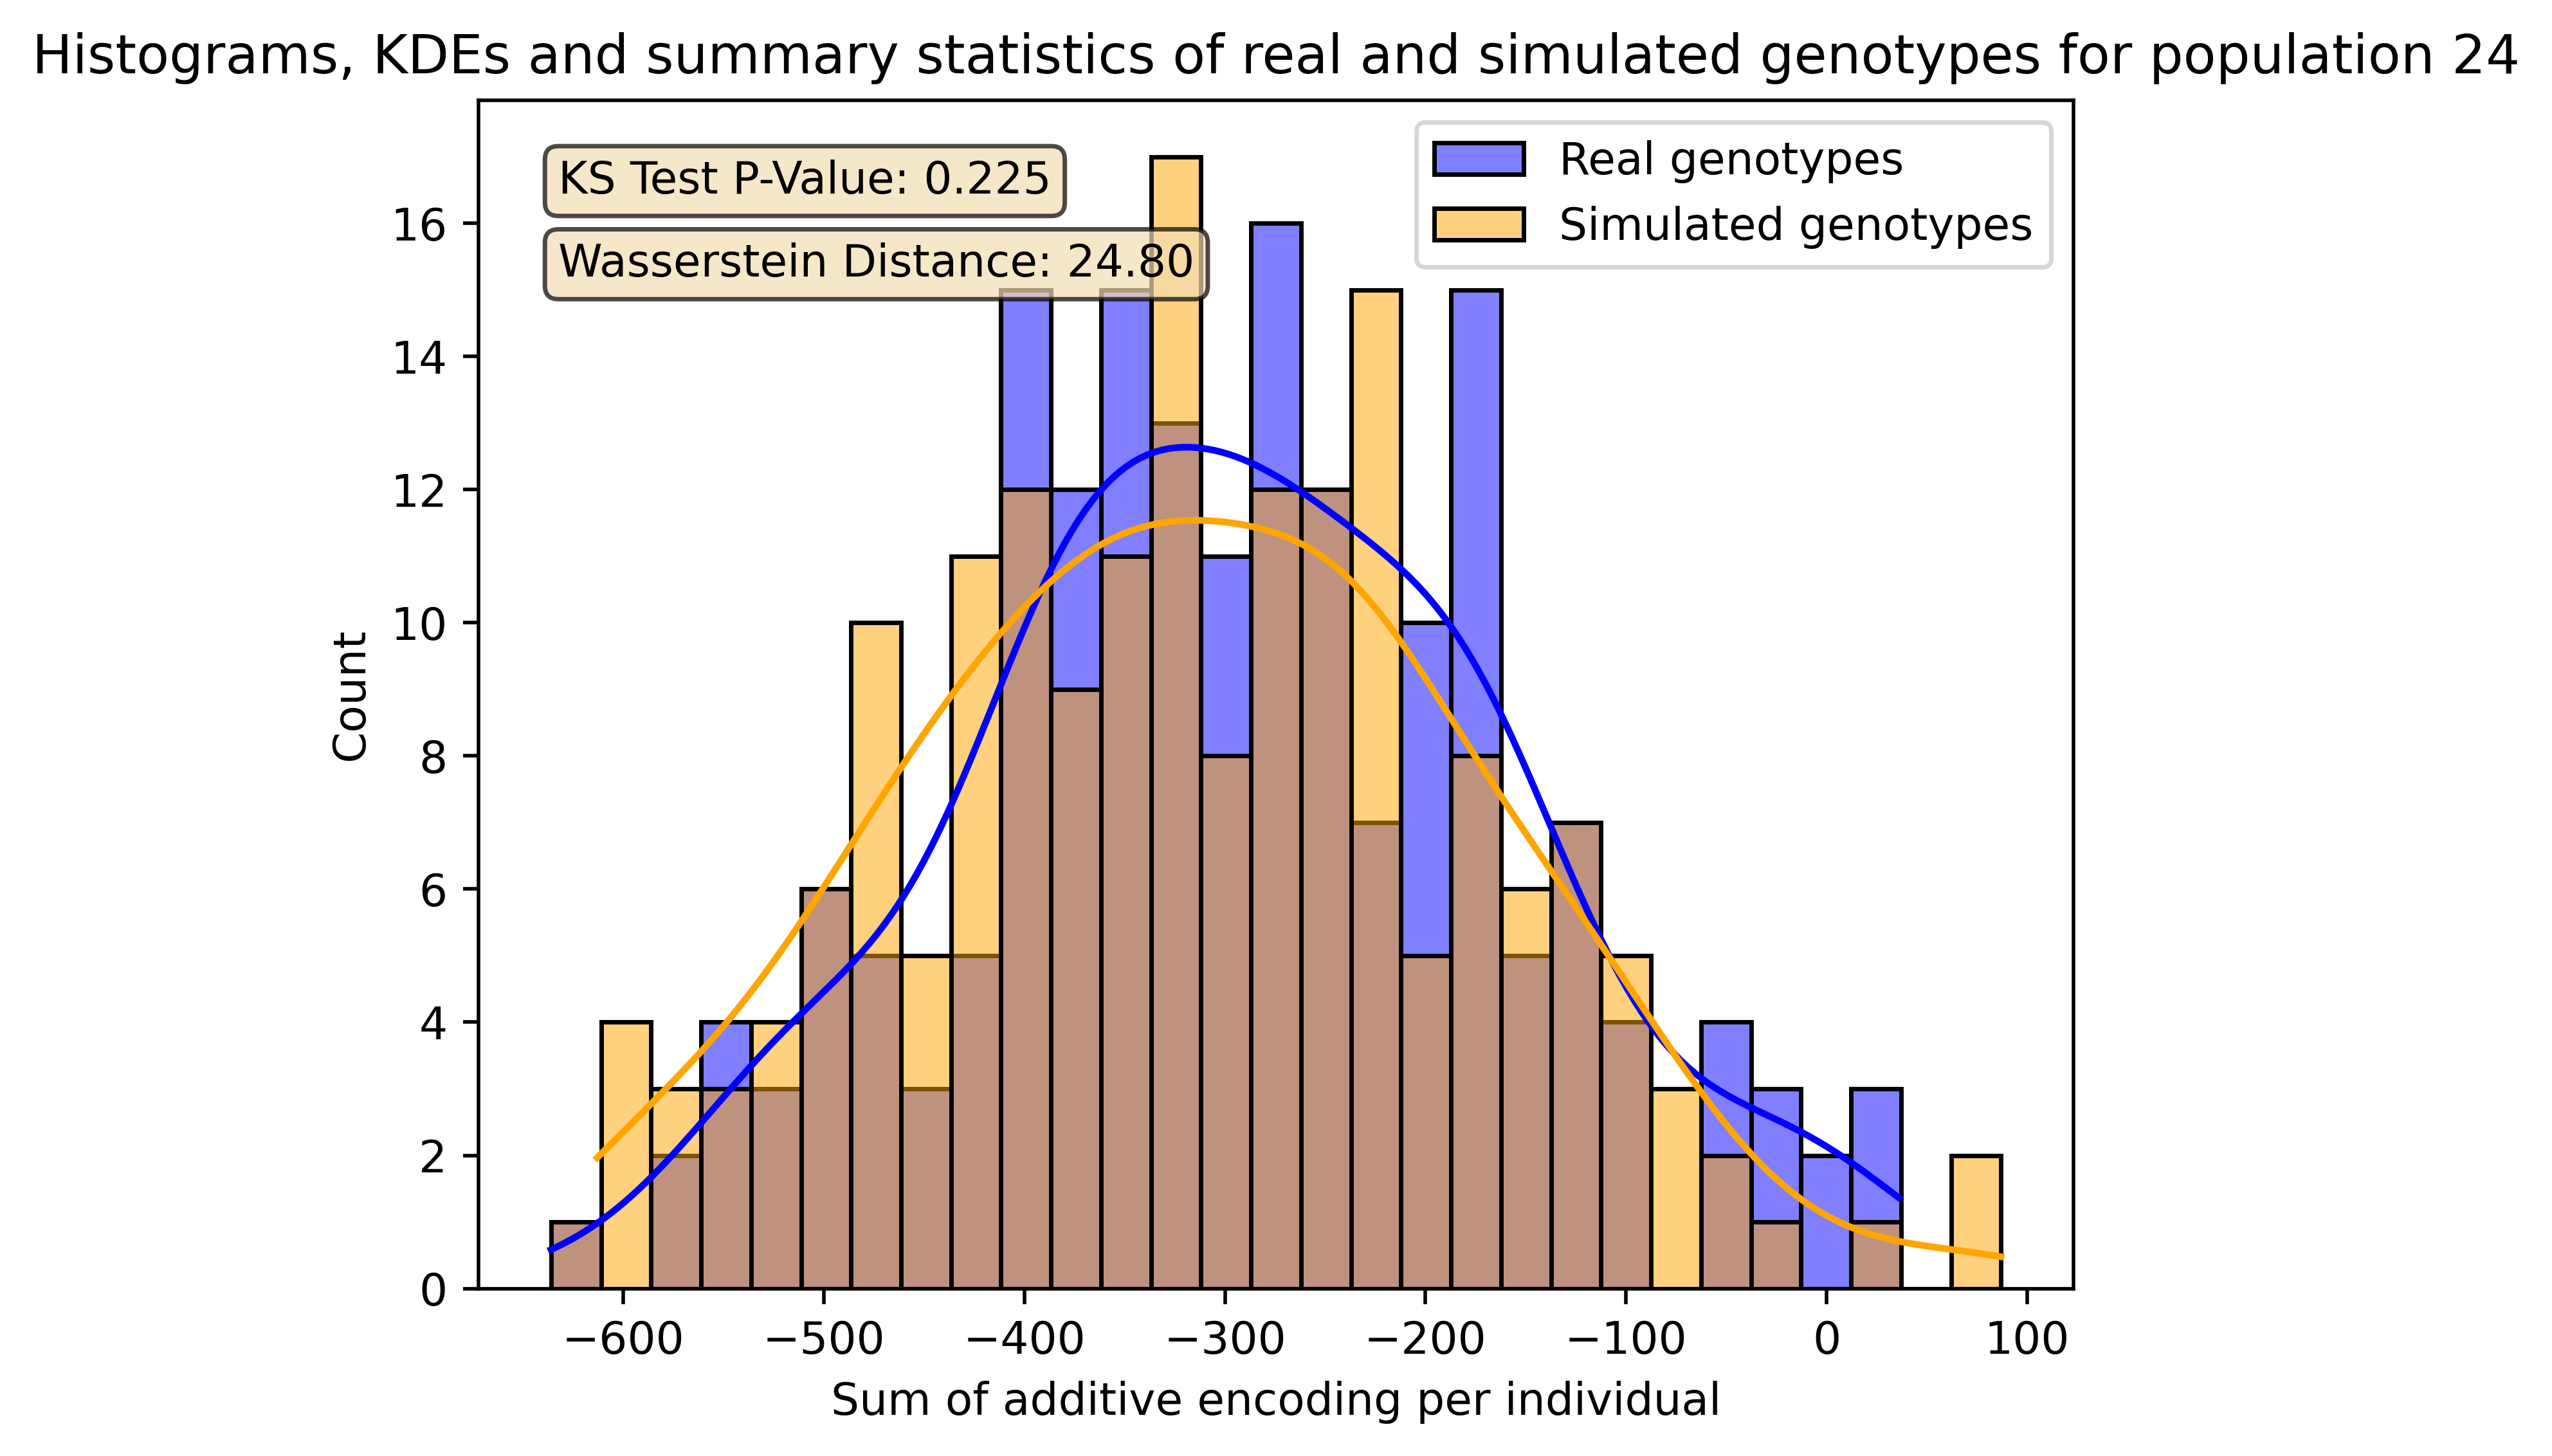 Histograms, KDEs and summary statistics of real and simulated genotypes for population 24
KS Test P-Value: 0.225
Wasserstein Distance: 24.80
Real genotypes
Simulated genotypes
Count
16
14
12
10
8
6
4
2
0
−600 −500 −400 −300 −200 −100 0 100
Sum of additive encoding per individual